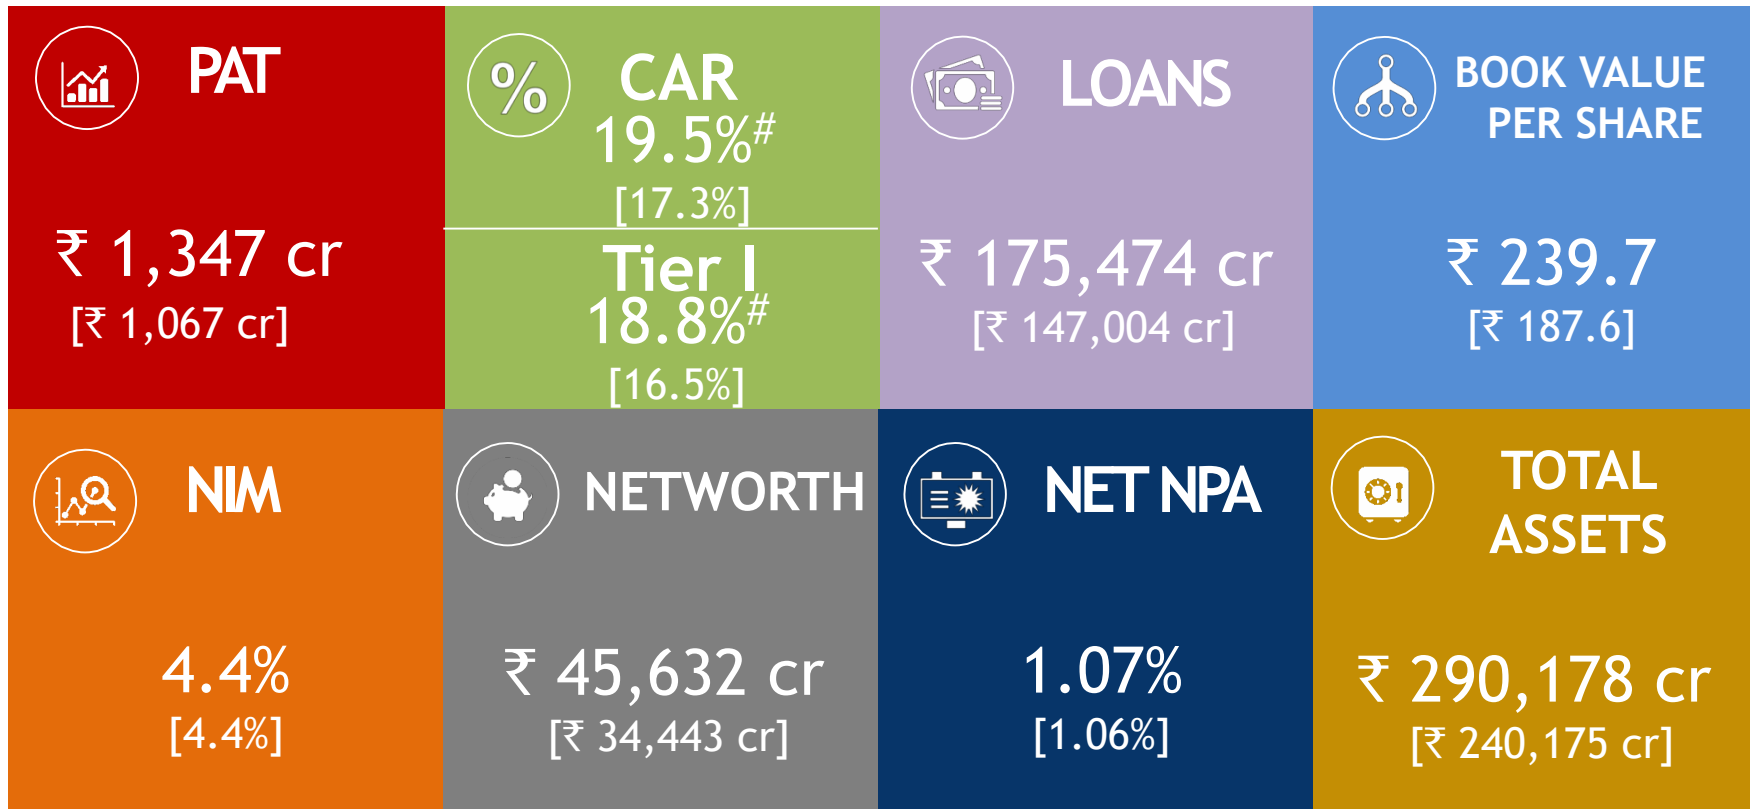 PAT
₹ 1,347 cr
[₹ 1,067 cr]
%
CAR
19.5%#
[17.3%]
Tier I
18.8%#
[16.5%]
LOANS
₹ 175,474 cr
[₹ 147,004 cr]
BOOK VALUE
PER SHARE
₹ 239.7
[₹ 187.6]
NIM
4.4%
[4.4%]
NETWORTH
₹ 45,632 cr
[₹ 34,443 cr]
NET NPA
1.07%
[1.06%]
TOTAL
ASSETS
₹ 290,178 cr
[₹ 240,175 cr]